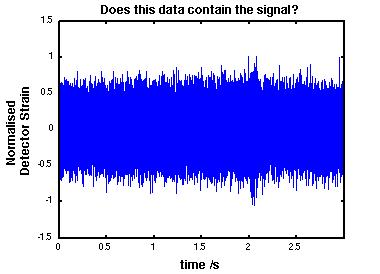 Does this data contain the signal?
1.5
1
0.5
0
-0.5
-1
-1.5
Normalised
Detector Strain
0 0.5 1 1.5 2 2.5
time /s